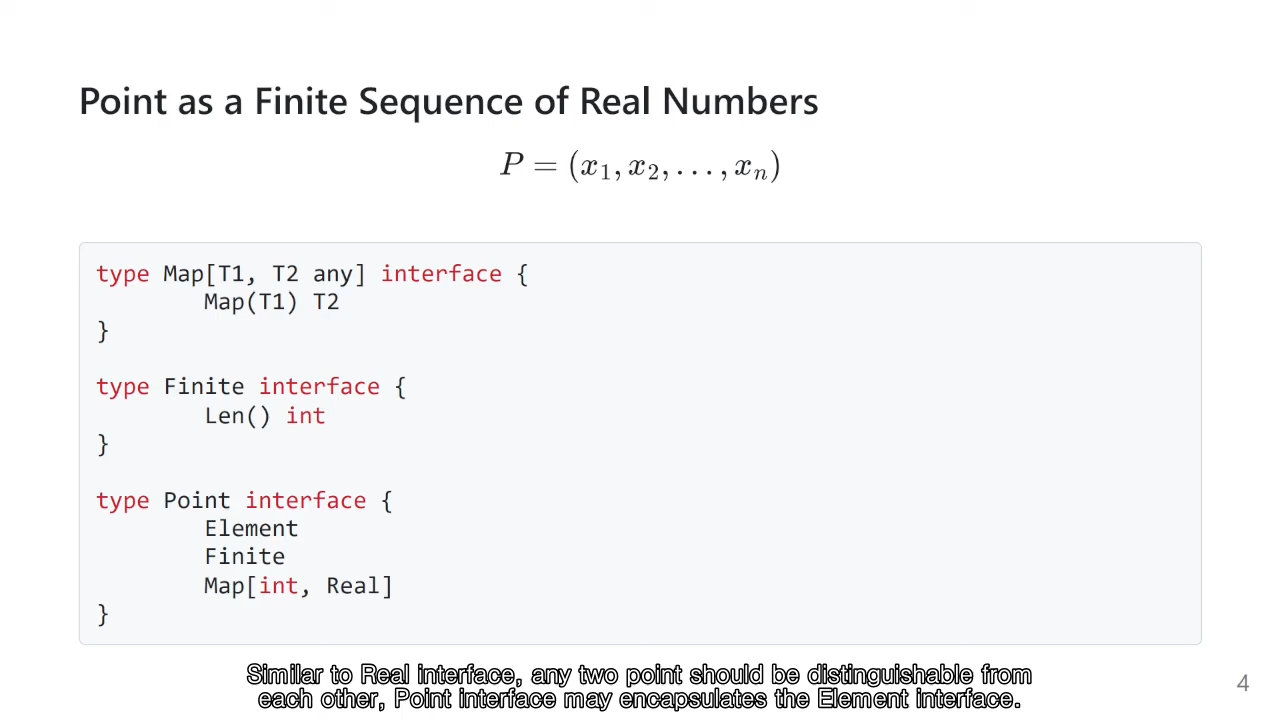 Point as a Finite Sequence of Real Numbers
P = (x₁, x₂, . . . , xₙ)
type Map[T1, T2 any] interface {
        Map(T1) T2
}
type Finite interface {
        Len() int
}
type Point interface {
        Element
        Finite
        Map[int, Real]
}
Similar to Real interface, any two point should be distinguishable from
each other, Point interface may encapsulates the Element interface.
4